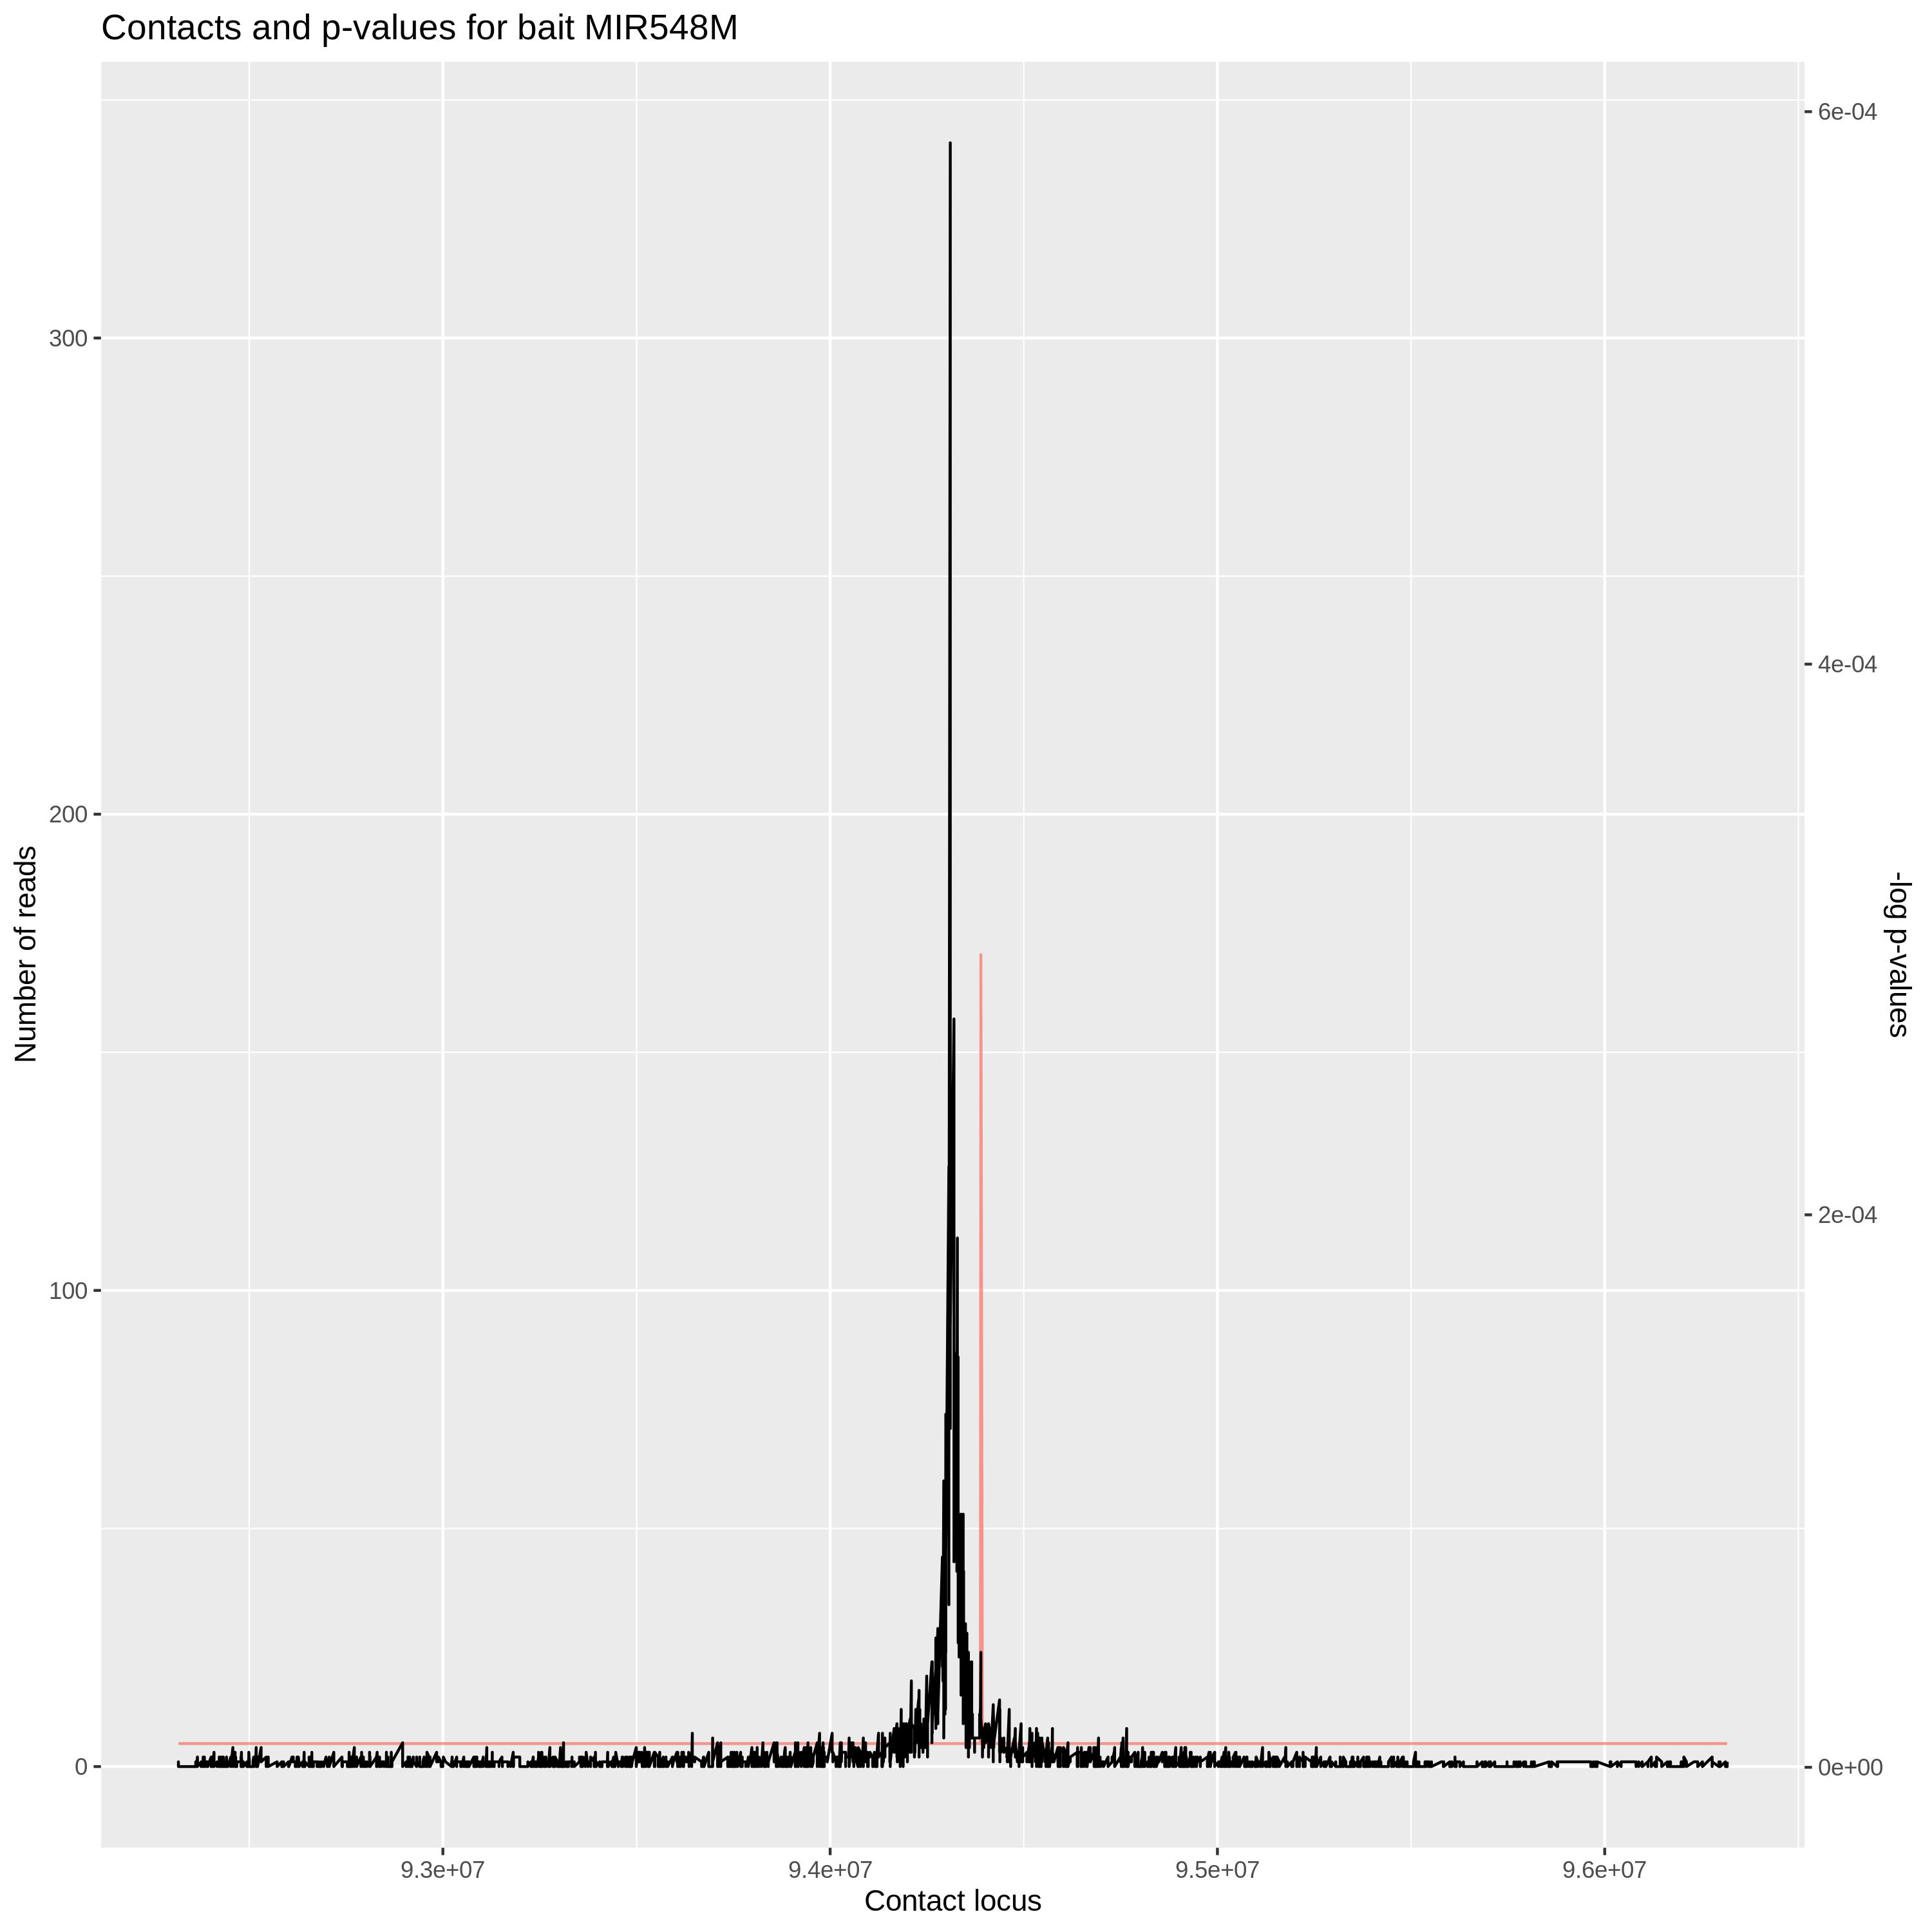 Contacts and p-values for bait MIR548M
6e-04
300
4e-04
200
Number of reads
-log p-values
2e-04
100
0
0e+00
9.3e+07
9.4e+07
9.5e+07
9.6e+07
Contact locus